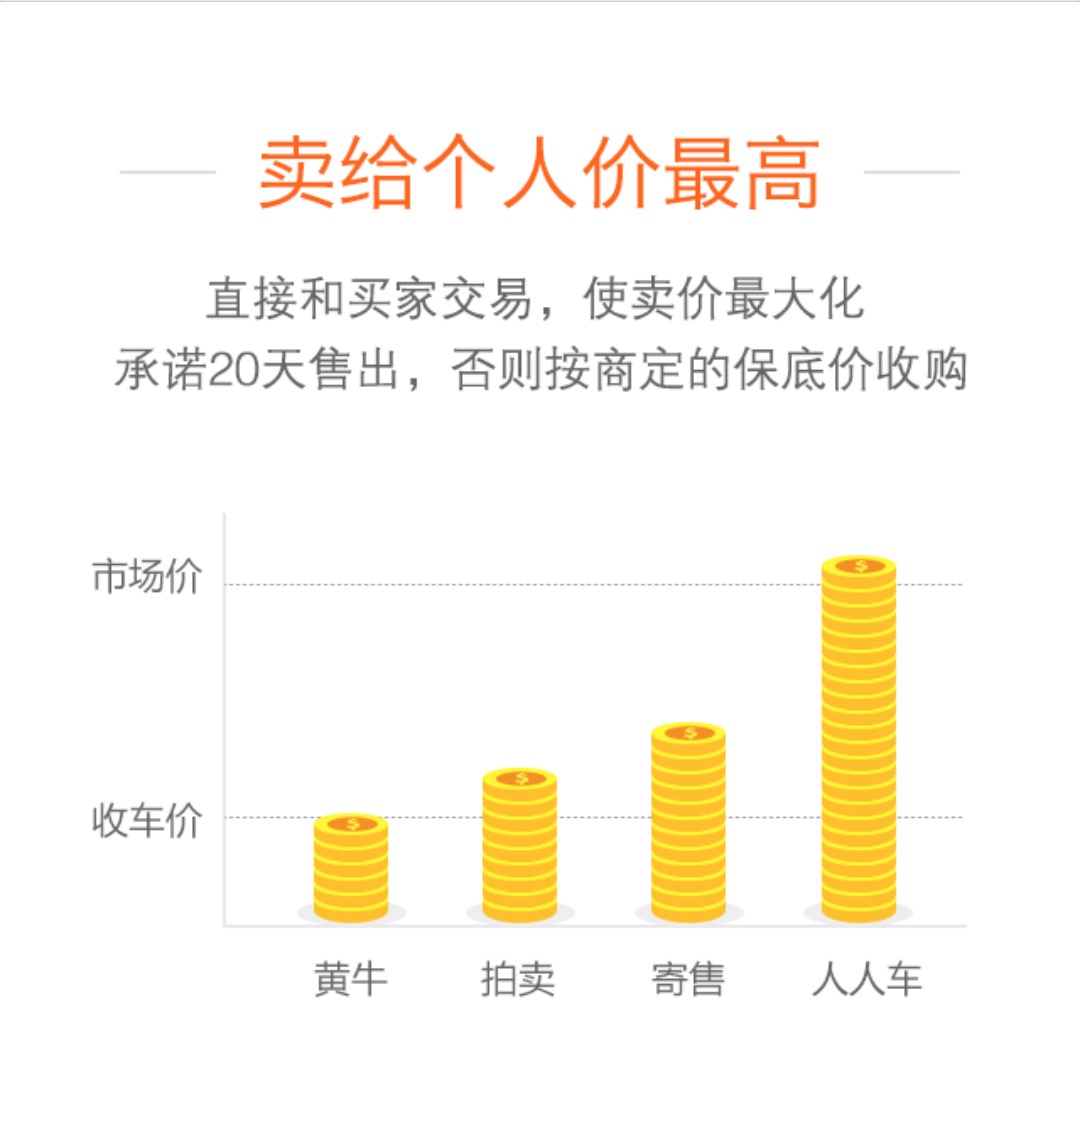 卖给个人价最高
直接和买家交易，使卖价最大化
承诺20天售出，否则按商定的保底价收购
市场价
收车价
黄牛
拍卖
寄售
人人车